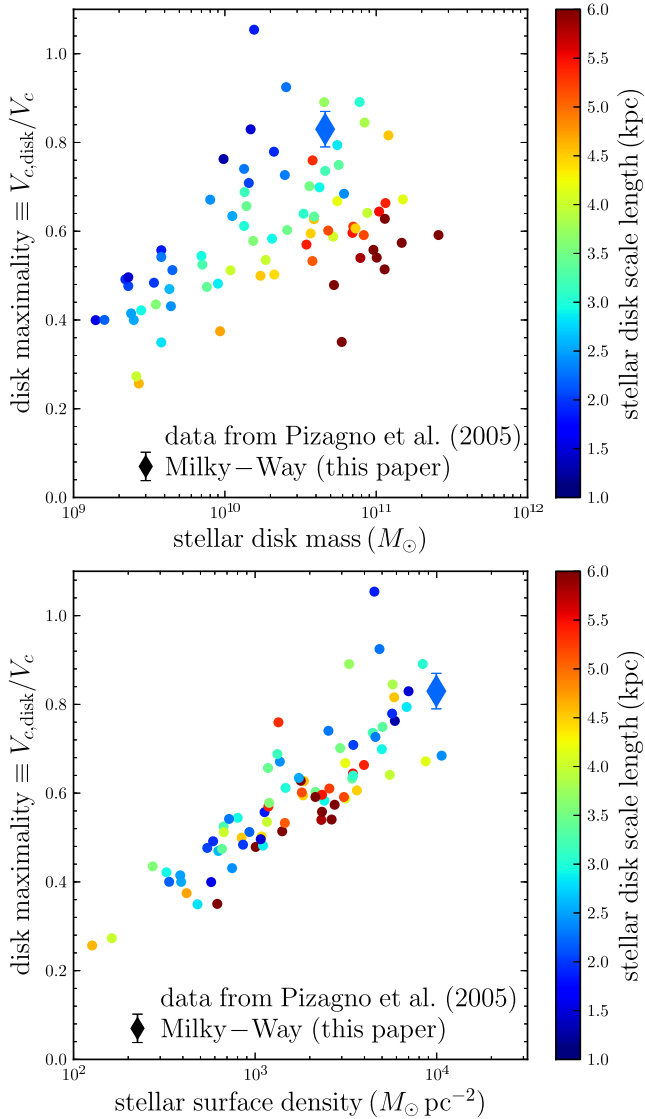 1.0
0.8
0.6
0.4
0.2
0.0
disk maximality ≡ V_{c,disk}/V_c
data from Pizagno et al. (2005)
Milky−Way (this paper)
10^9 10^10 10^11 10^12
stellar disk mass (M_⊙)
6.0
5.5
5.0
4.5
4.0
3.5
3.0
2.5
2.0
1.5
1.0
stellar disk scale length (kpc)
1.0
0.8
0.6
0.4
0.2
0.0
disk maximality ≡ V_{c,disk}/V_c
data from Pizagno et al. (2005)
Milky−Way (this paper)
10^2 10^3 10^4
stellar surface density (M_⊙ pc^−2)
6.0
5.5
5.0
4.5
4.0
3.5
3.0
2.5
2.0
1.5
1.0
stellar disk scale length (kpc)